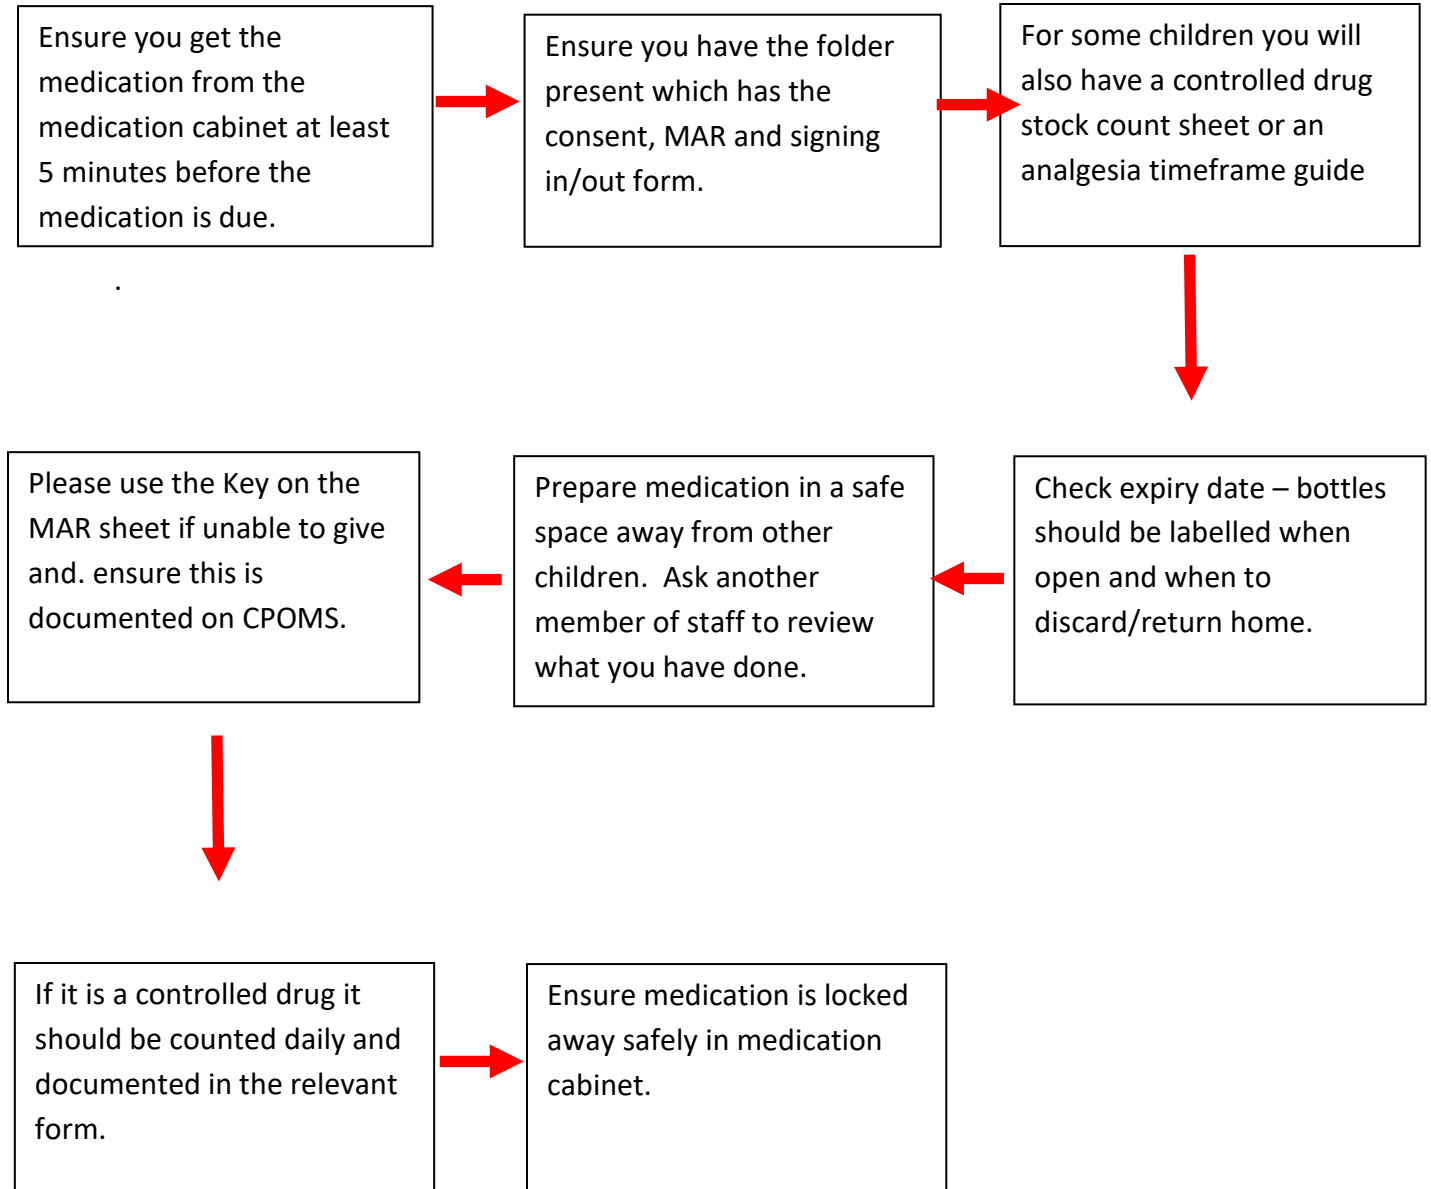 Ensure you get the
medication from the
medication cabinet at least
5 minutes before the
medication is due.
Ensure you have the folder
present which has the
consent, MAR and signing
in/out form.
For some children you will
also have a controlled drug
stock count sheet or an
analgesia timeframe guide
.
Check expiry date – bottles
should be labelled when
open and when to
discard/return home.
Prepare medication in a safe
space away from other
children.  Ask another
member of staff to review
what you have done.
Please use the Key on the
MAR sheet if unable to give
and. ensure this is
documented on CPOMS.
If it is a controlled drug it
should be counted daily and
documented in the relevant
form.
Ensure medication is locked
away safely in medication
cabinet.